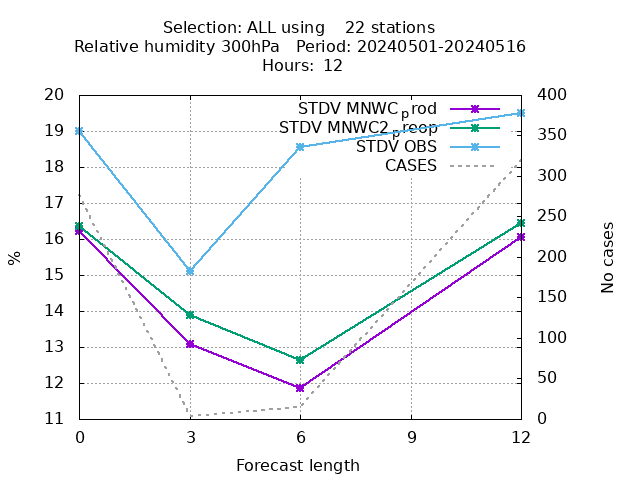 Selection: ALL using    22 stations
Relative humidity 300hPa   Period: 20240501-20240516
Hours: 12
STDV MNWC_prod
STDV MNWC2_preop
STDV OBS
CASES
20
19
18
17
16
15
14
13
12
11
400
350
300
250
200
150
100
50
0
%
No cases
0 3 6 9 12
Forecast length